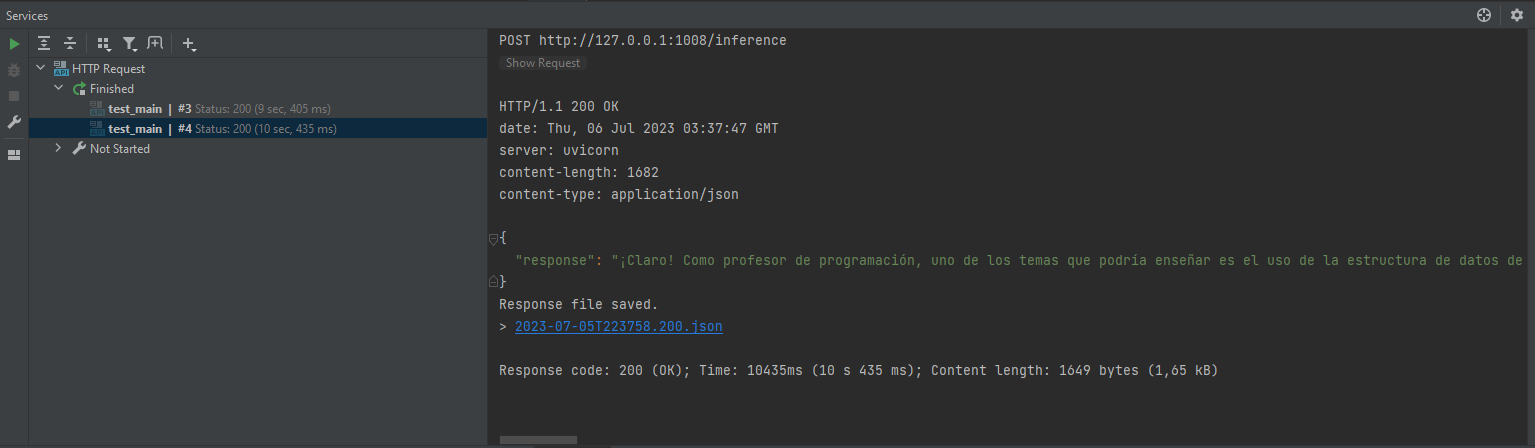 Services
HTTP Request
Finished
test_main | #3 Status: 200 (9 sec, 405 ms)
test_main | #4 Status: 200 (10 sec, 435 ms)
Not Started
POST http://127.0.0.1:1008/inference
Show Request
HTTP/1.1 200 OK
date: Thu, 06 Jul 2023 03:37:47 GMT
server: uvicorn
content-length: 1682
content-type: application/json
{
"response": "¡Claro! Como profesor de programación, uno de los temas que podría enseñar es el uso de la estructura de datos de
}
Response file saved.
> 2023-07-05T223758.200.json
Response code: 200 (OK); Time: 10435ms (10 s 435 ms); Content length: 1649 bytes (1,65 kB)